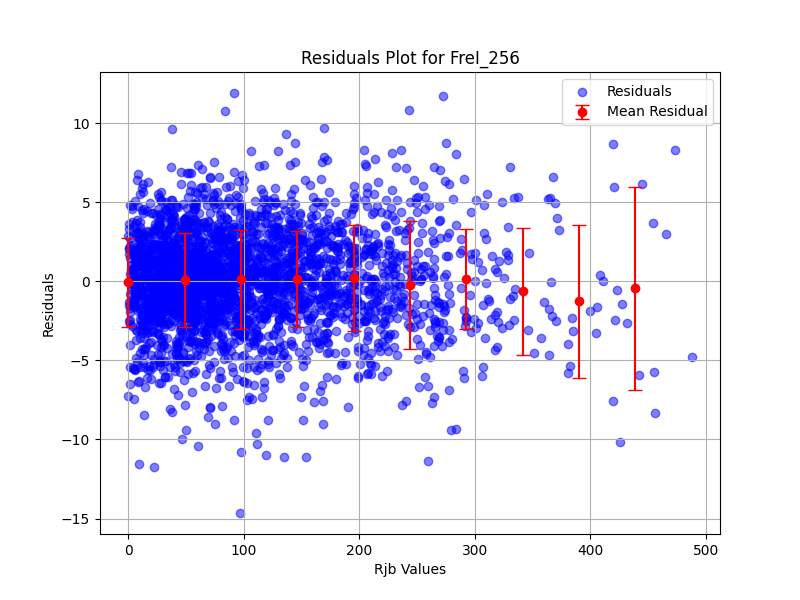 Residuals Plot for FreI_256
Residuals
Mean Residual
10
5
0
−5
−10
−15
Residuals
0
100
200
300
400
500
Rjb Values